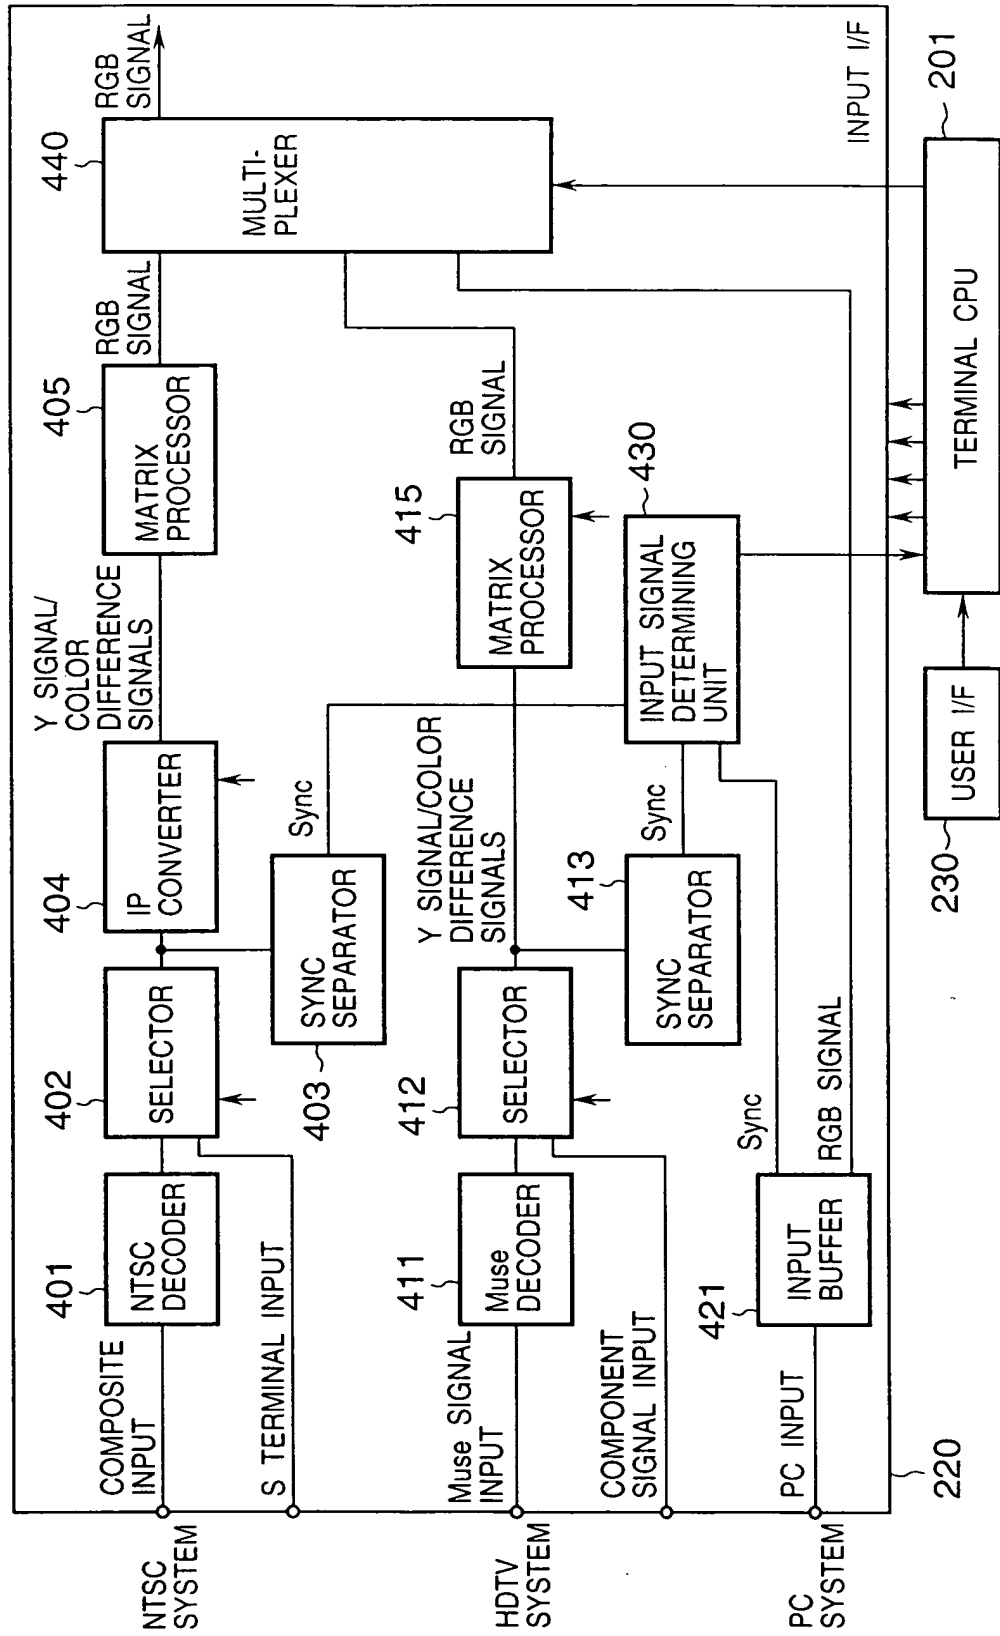 NTSC
SYSTEM
COMPOSITE
INPUT
401
NTSC
DECODER
402
SELECTOR
404
IP
CONVERTER
Y SIGNAL/
COLOR
DIFFERENCE
SIGNALS
405
MATRIX
PROCESSOR
RGB
SIGNAL
440
MULTI-
PLEXER
RGB
SIGNAL
S TERMINAL INPUT
403
SYNC
SEPARATOR
Sync
HDTV
SYSTEM
Muse SIGNAL
INPUT
411
Muse
DECODER
412
SELECTOR
Y SIGNAL/COLOR
DIFFERENCE
SIGNALS
415
MATRIX
PROCESSOR
RGB
SIGNAL
COMPONENT
SIGNAL INPUT
413
SYNC
SEPARATOR
Sync
430
INPUT SIGNAL
DETERMINING
UNIT
PC
SYSTEM
PC INPUT
421
INPUT
BUFFER
Sync
RGB SIGNAL
INPUT I/F
220
230
USER I/F
TERMINAL CPU
201